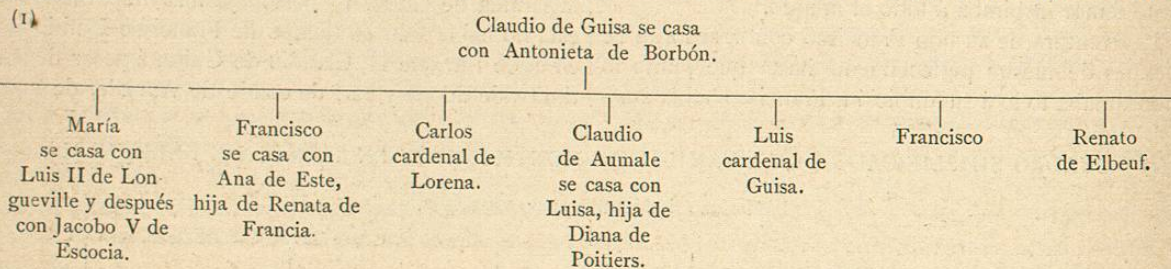 (1)
Claudio de Guisa se casa
con Antonieta de Borbón.
María
se casa con
Luis II de Lon-
gueville y después
con Jacobo V de
Escocia.
Francisco
se casa con
Ana de Este,
hija de Renata de
Francia.
Carlos
cardenal de
Lorena.
Claudio
de Aumale
se casa con
Luisa, hija de
Diana de
Poitiers.
Luis
cardenal de
Guisa.
Francisco
Renato
de Elbeuf.